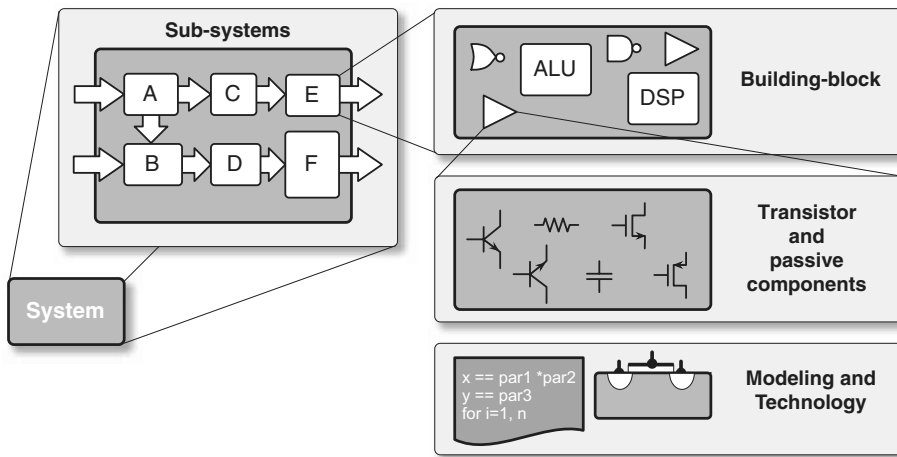 Sub-systems
A
C
E
B
D
F
System
ALU
DSP
Building-block
Transistor
and
passive
components
x == par1 *par2
y == par3
for i=1, n
Modeling and
Technology